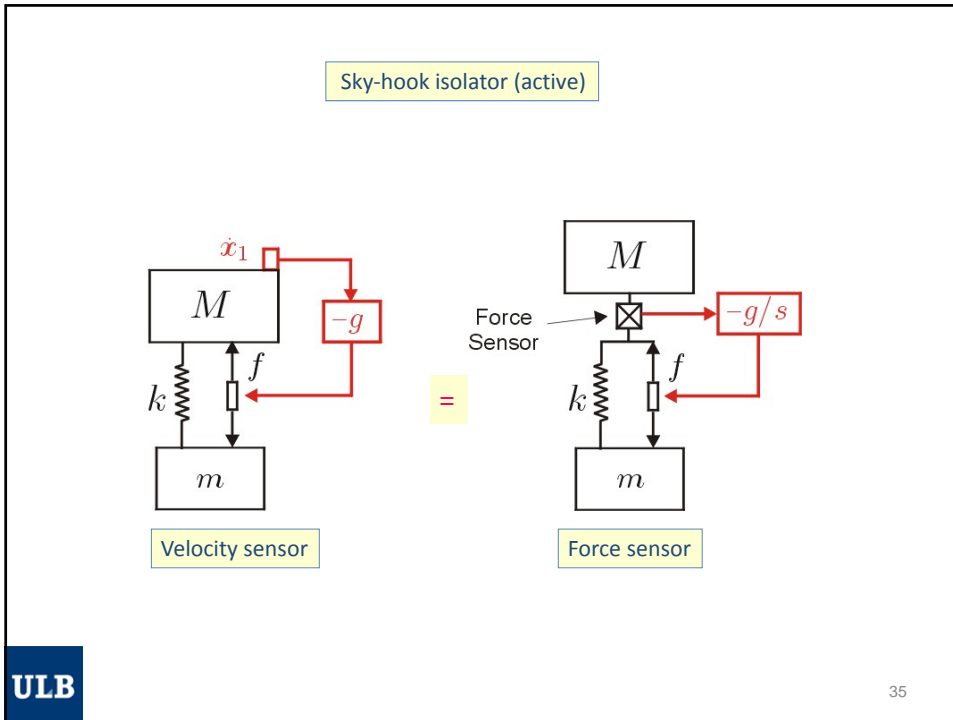 Sky-hook isolator (active)
ẋ₁
M
-g
f
k
m
Velocity sensor
=
M
Force
Sensor
-g/s
f
k
m
Force sensor
ULB
35